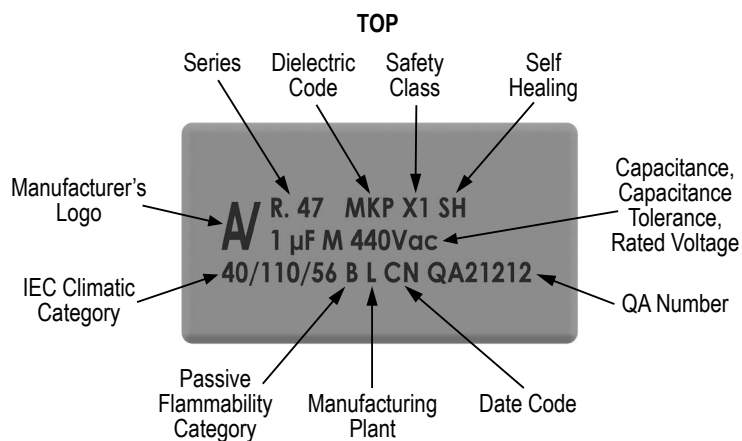 TOP
Series
Dielectric
Code
Safety
Class
Self
Healing
Manufacturer's
Logo
R. 47 MKP X1 SH
1 µF M 440Vac
40/110/56 B L CN QA21212
Capacitance,
Capacitance
Tolerance,
Rated Voltage
IEC Climatic
Category
QA Number
Passive
Flammability
Category
Manufacturing
Plant
Date Code